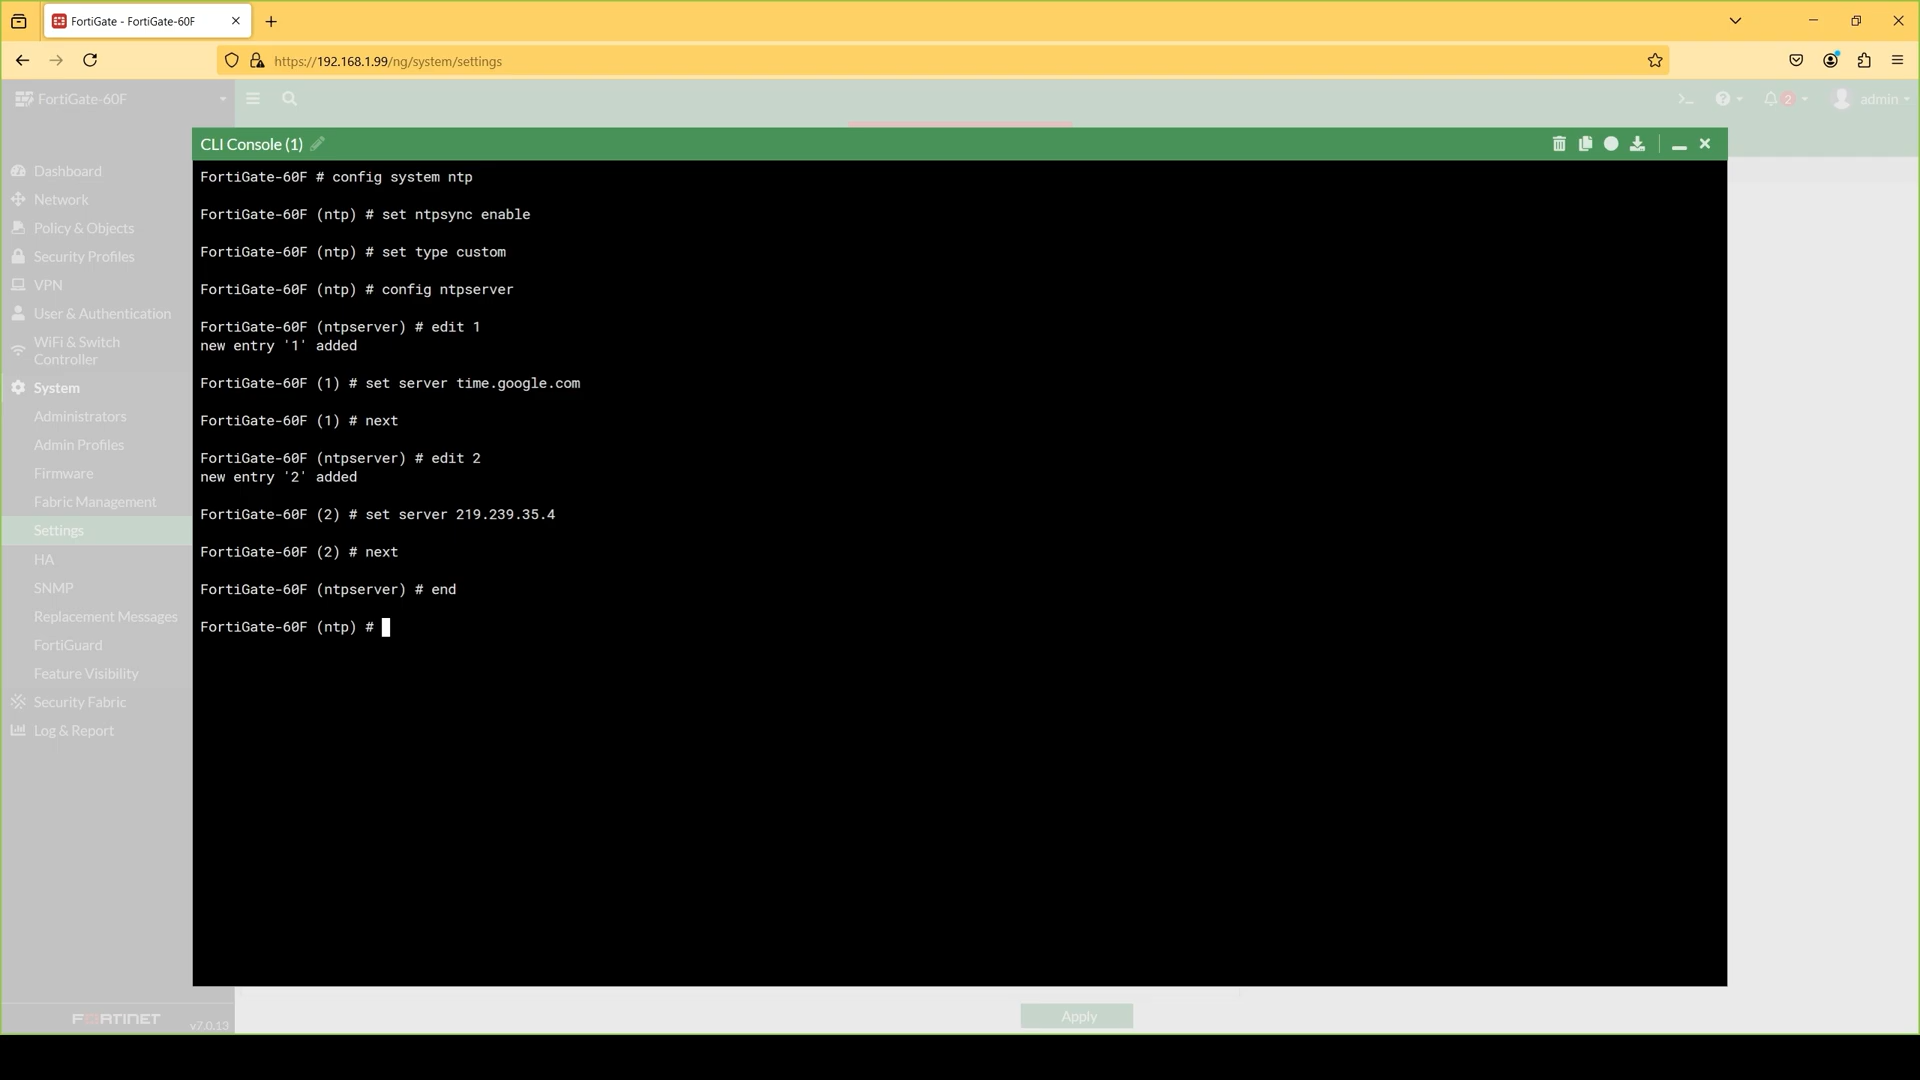 FortiGate - FortiGate-60F
https://192.168.1.99/ng/system/settings
FortiGate-60F
2
admin
CLI Console (1)
Dashboard
Network
Policy & Objects
Security Profiles
VPN
User & Authentication
WiFi & Switch
Controller
System
Administrators
Admin Profiles
Firmware
Fabric Management
Settings
HA
SNMP
Replacement Messages
FortiGuard
Feature Visibility
Security Fabric
Log & Report
FortiGate-60F # config system ntp
FortiGate-60F (ntp) # set ntpsync enable
FortiGate-60F (ntp) # set type custom
FortiGate-60F (ntp) # config ntpserver
FortiGate-60F (ntpserver) # edit 1
new entry '1' added
FortiGate-60F (1) # set server time.google.com
FortiGate-60F (1) # next
FortiGate-60F (ntpserver) # edit 2
new entry '2' added
FortiGate-60F (2) # set server 219.239.35.4
FortiGate-60F (2) # next
FortiGate-60F (ntpserver) # end
FortiGate-60F (ntp) #
FORTINET
v7.0.13
Apply